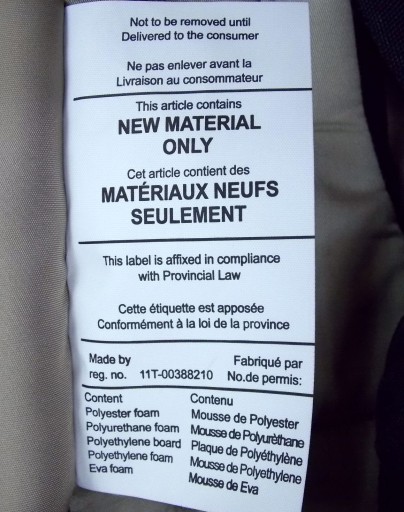 Not to be removed until
Delivered to the consumer
Ne pas enlever avant la
Livraison au consommateur
This article contains
NEW MATERIAL
ONLY
Cet article contient des
MATÉRIAUX NEUFS
SEULEMENT
This label is affixed in compliance
with Provincial Law
Cette étiquette est apposée
Conformément à la loi de la province
Made by Fabriqué par
reg. no. 11T-00388210 No.de permis:
Content Contenu
Polyester foam Mousse de Polyester
Polyurethane foam Mousse de Polyurèthane
Polyethylene board Plaque de Polyéthylène
Polyethylene foam Mousse de Polyethylene
Eva foam Mousse de Eva